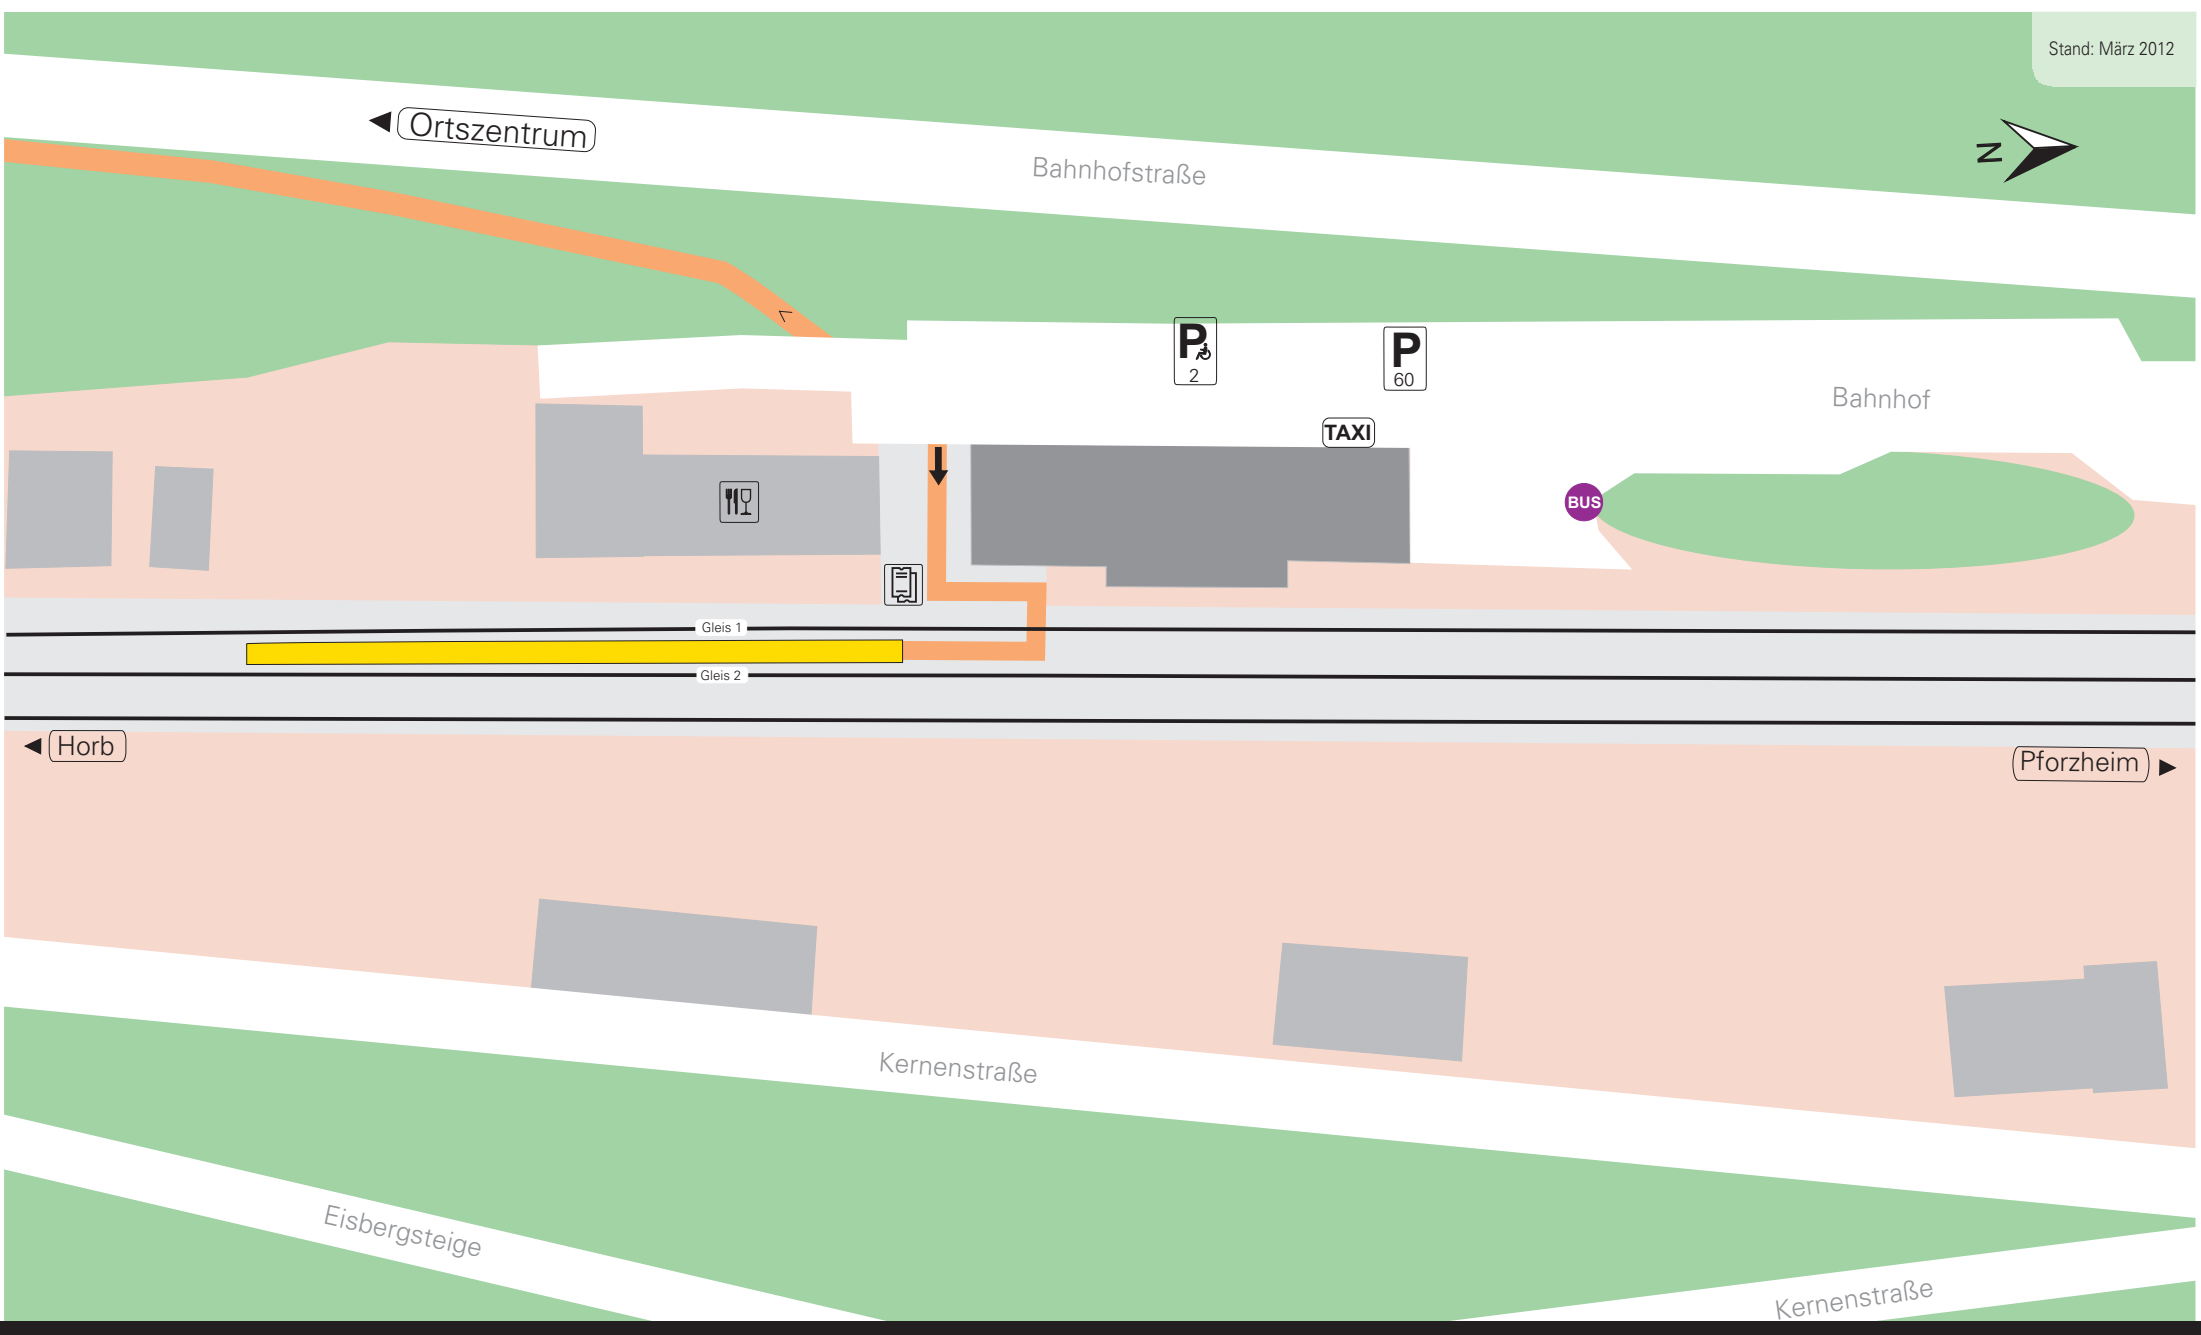 Stand: März 2012
Ortszentrum
N
Bahnhofstraße
P
2
P
60
Bahnhof
TAXI
BUS
Gleis 1
Gleis 2
Horb
Pforzheim
Kernenstraße
Eisbergsteige
Kernenstraße